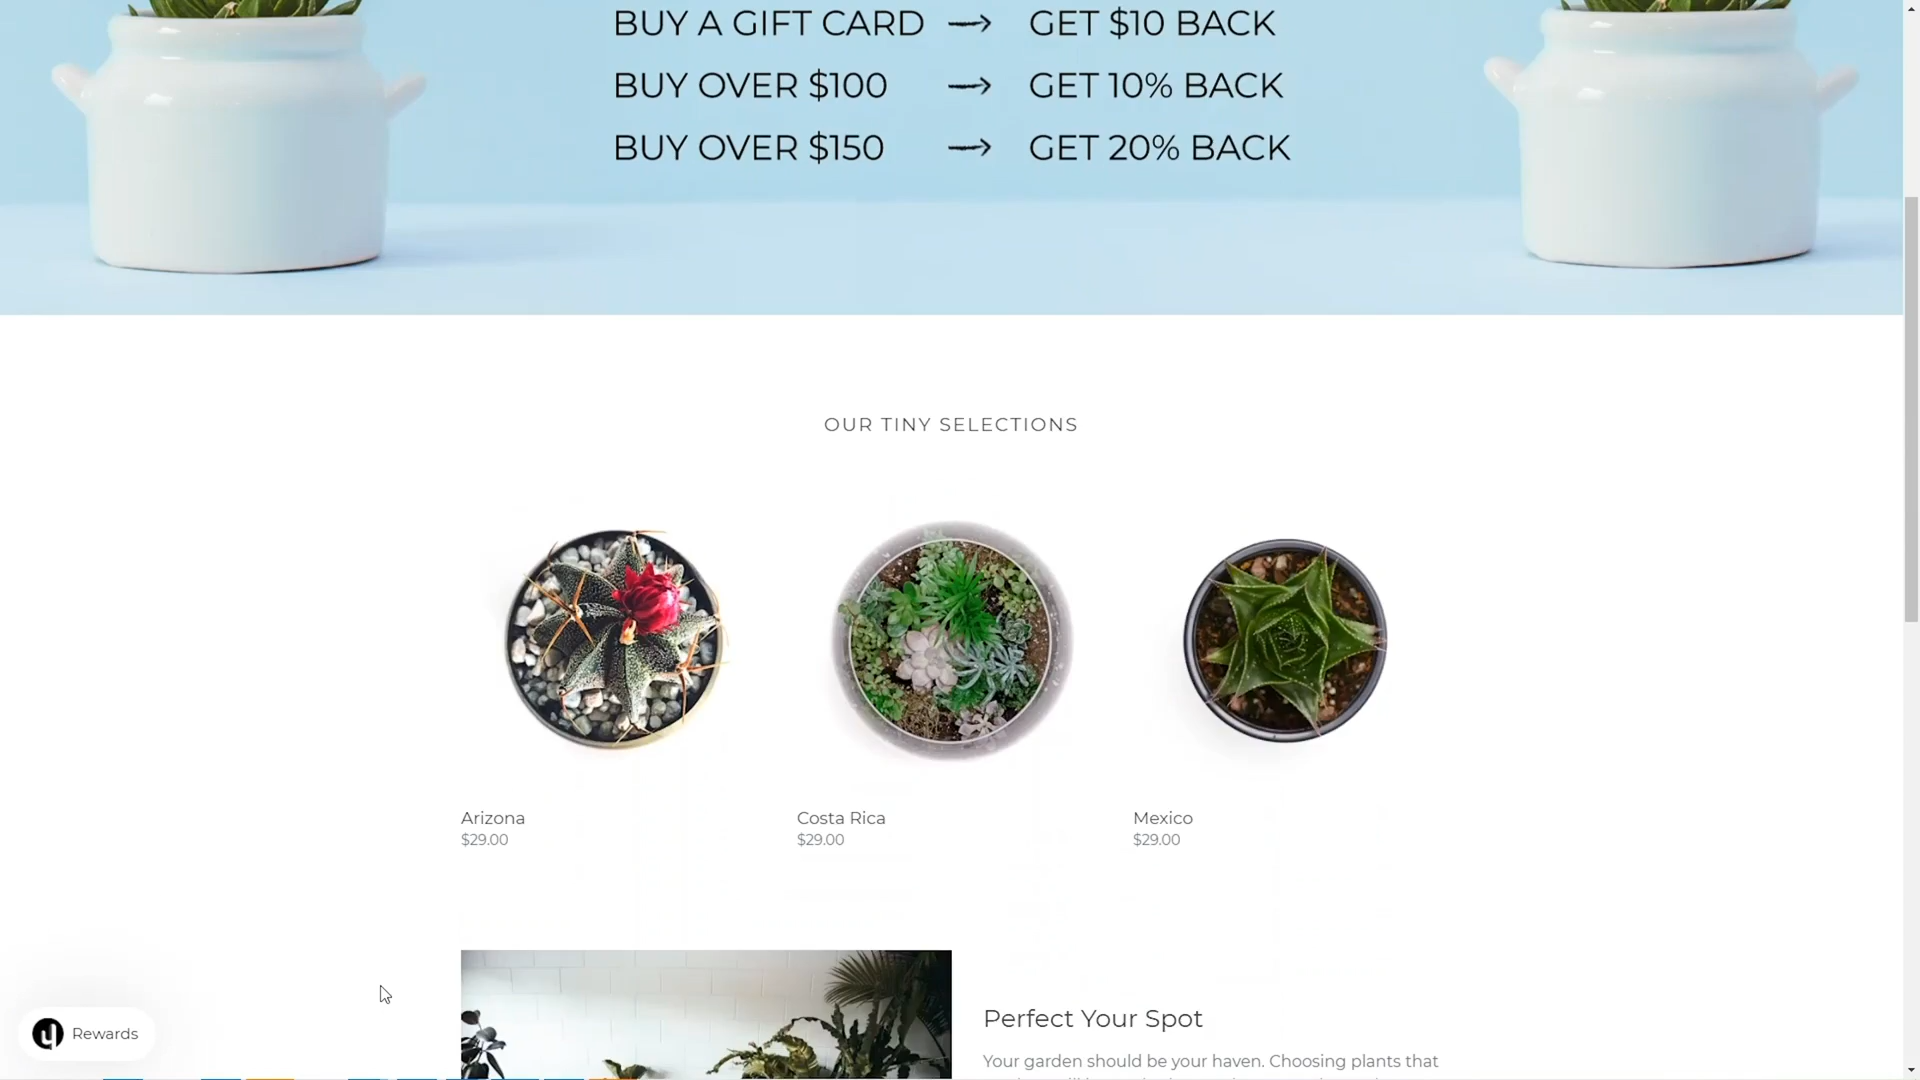 BUY A GIFT CARD → GET $10 BACK
BUY OVER $100 → GET 10% BACK
BUY OVER $150 → GET 20% BACK
OUR TINY SELECTIONS
Arizona
$29.00
Costa Rica
$29.00
Mexico
$29.00
Perfect Your Spot
Your garden should be your haven. Choosing plants that
Rewards